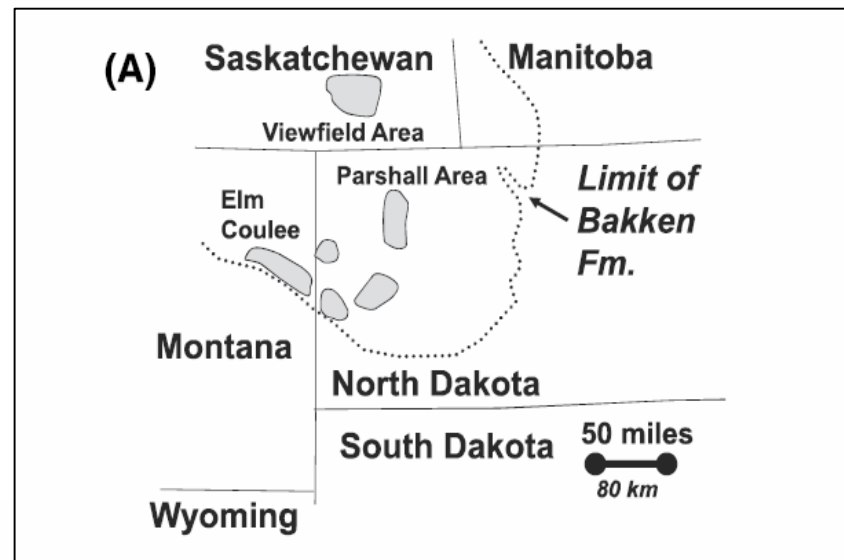 (A)
Saskatchewan
Manitoba
Viewfield Area
Parshall Area
Elm
Coulee
Limit of
Bakken
Fm.
Montana
North Dakota
South Dakota
50 miles
80 km
Wyoming